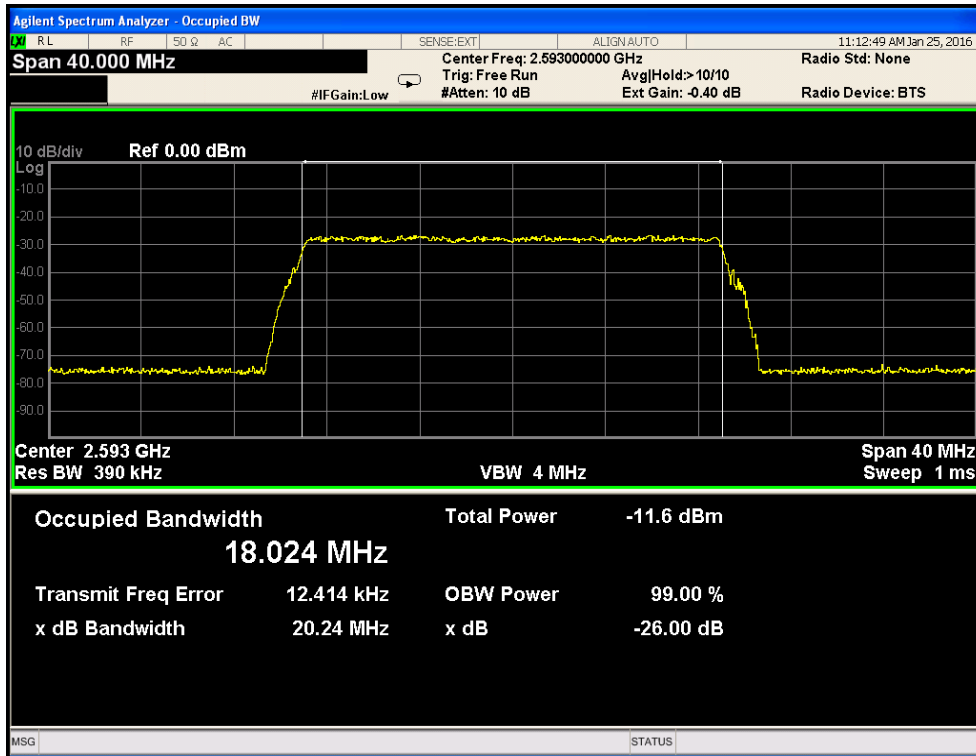 Agilent Spectrum Analyzer - Occupied BW
LXI RL RF 50 Ω AC SENSE:EXT ALIGN AUTO 11:12:49 AM Jan 25, 2016
Span 40.000 MHz Center Freq: 2.593000000 GHz Radio Std: None
Trig: Free Run Avg|Hold:>10/10
#IFGain:Low #Atten: 10 dB Ext Gain: -0.40 dB Radio Device: BTS
10 dB/div Ref 0.00 dBm
Log
-10.0
-20.0
-30.0
-40.0
-50.0
-60.0
-70.0
-80.0
-90.0
Center 2.593 GHz Span 40 MHz
Res BW 390 kHz VBW 4 MHz Sweep 1 ms
Occupied Bandwidth Total Power -11.6 dBm
18.024 MHz
Transmit Freq Error 12.414 kHz OBW Power 99.00 %
x dB Bandwidth 20.24 MHz x dB -26.00 dB
MSG STATUS